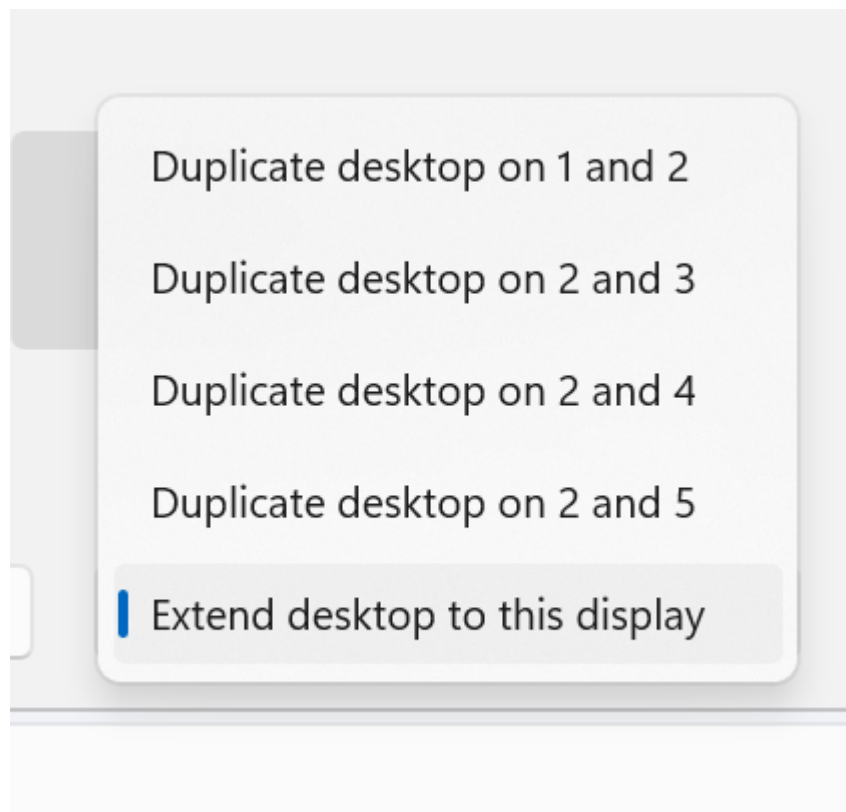 Duplicate desktop on 1 and 2
Duplicate desktop on 2 and 3
Duplicate desktop on 2 and 4
Duplicate desktop on 2 and 5
Extend desktop to this display